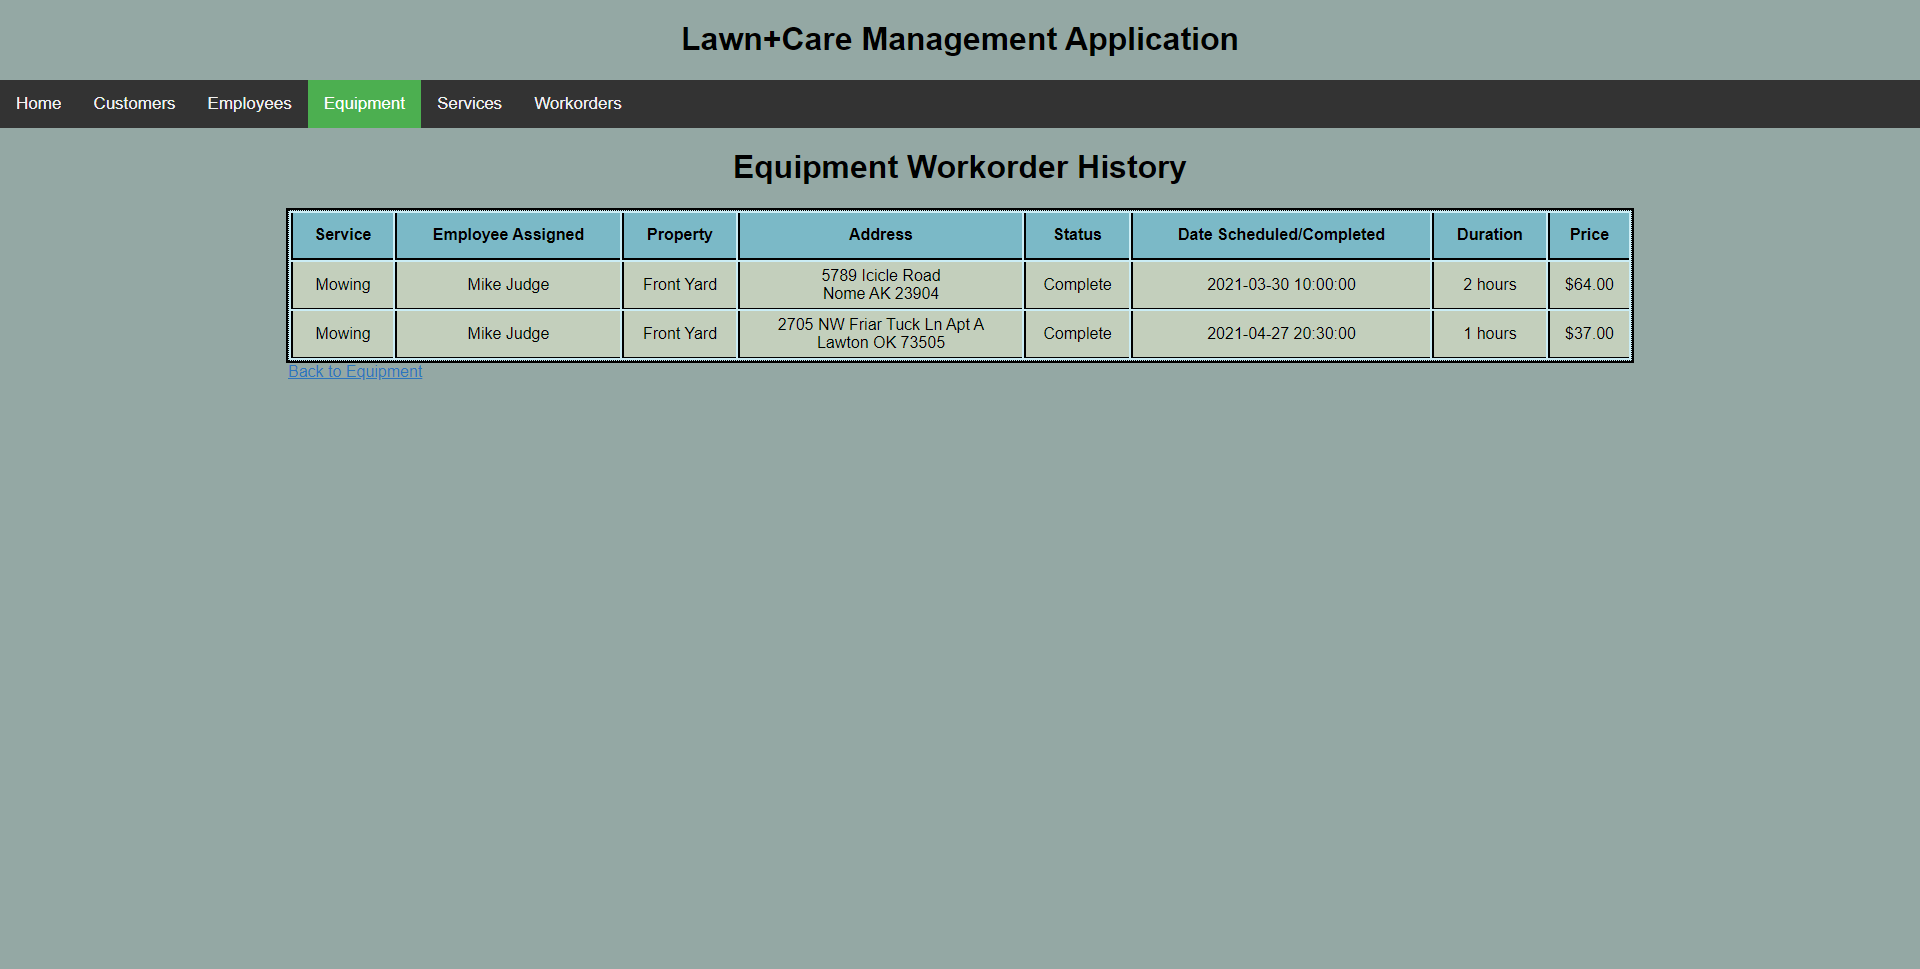 Lawn+Care Management Application
Home Customers Employees Equipment Services Workorders
Equipment Workorder History
Service Employee Assigned Property Address Status Date Scheduled/Completed Duration Price
Mowing Mike Judge Front Yard 5789 Icicle Road Complete 2021-03-30 10:00:00 2 hours $64.00
Nome AK 23904
Mowing Mike Judge Front Yard 2705 NW Friar Tuck Ln Apt A Complete 2021-04-27 20:30:00 1 hours $37.00
Lawton OK 73505
Back to Equipment